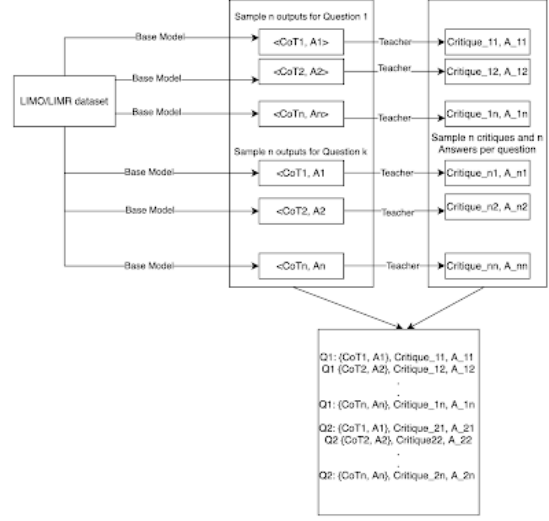 Sample n outputs for Question 1
Base Model
<CoT1, A1>
Teacher
Critique_11, A_11
Base Model
<CoT2, A2>
Teacher
Critique_12, A_12
LIMO/LIMR dataset
Base Model
<CoTn, An>
Teacher
Critique_1n, A_1n
Sample n critiques and n
Answers per question
Sample n outputs for Question k
Base Model
<CoT1, A1
Teacher
Critique_n1, A_n1
Base Model
<CoT2, A2
Teacher
Critique_n2, A_n2
Base Model
<CoTn, An
Teacher
Critique_nn, A_nn
Q1: {CoT1, A1}, Critique_11, A_11
Q1 {CoT2, A2}, Critique_12, A_12
.
.
Q1: {CoTn, An}, Critique_1n, A_1n
Q2: {CoT1, A1}, Critique_21, A_21
Q2 {CoT2, A2}, Critique22, A_22
.
.
Q2: {CoTn, An}, Critique_2n, A_2n